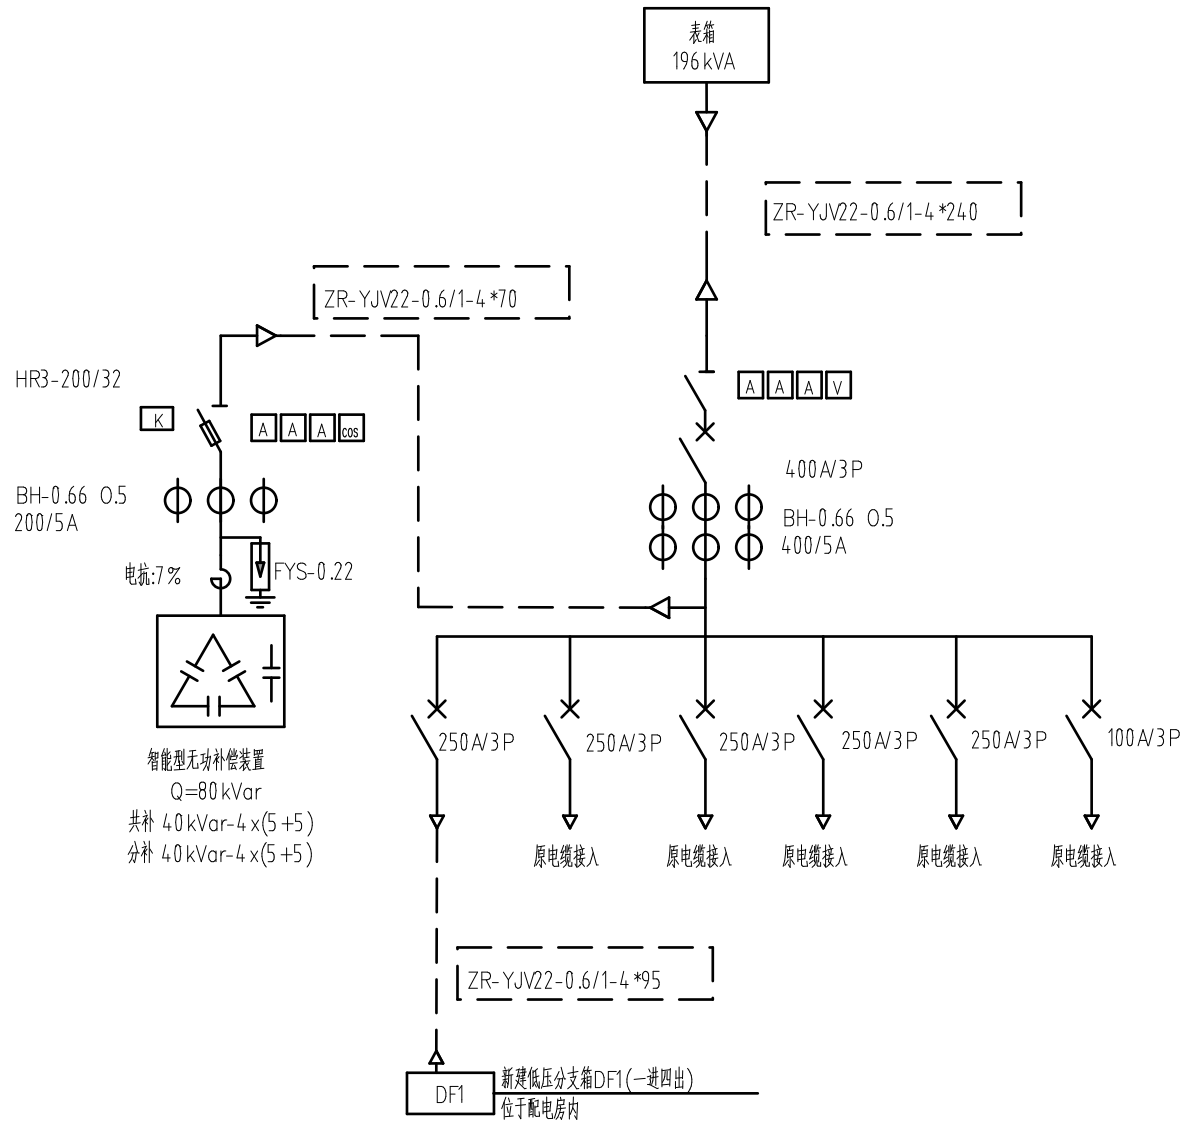 表箱
196kVA
ZR-YJV22-0.6/1-4*240
ZR-YJV22-0.6/1-4*70
HR3-200/32
K
A A A cos
A A A V
400A/3P
BH-0.66 0.5
200/5A
BH-0.66 0.5
400/5A
电抗:7%
FYS-0.22
250A/3P
250A/3P
250A/3P
250A/3P
250A/3P
100A/3P
智能型无功补偿装置
Q=80kVar
共补 40kVar-4x(5+5)
分补 40kVar-4x(5+5)
原电缆接入
原电缆接入
原电缆接入
原电缆接入
原电缆接入
ZR-YJV22-0.6/1-4*95
DF1
新建低压分支箱DF1(一进四出)
位于配电房内